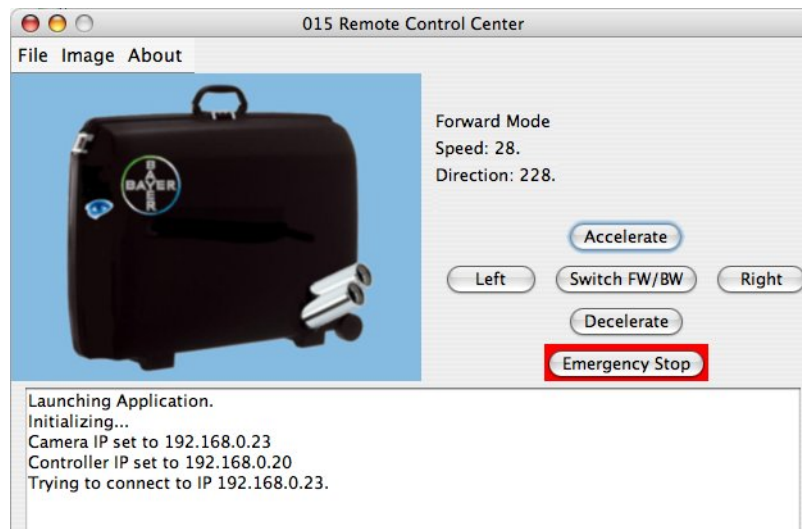 015 Remote Control Center
File Image About
BAYER
BAYER
Forward Mode
Speed: 28.
Direction: 228.
Accelerate
Left Switch FW/BW Right
Decelerate
Emergency Stop
Launching Application.
Initializing...
Camera IP set to 192.168.0.23
Controller IP set to 192.168.0.20
Trying to connect to IP 192.168.0.23.